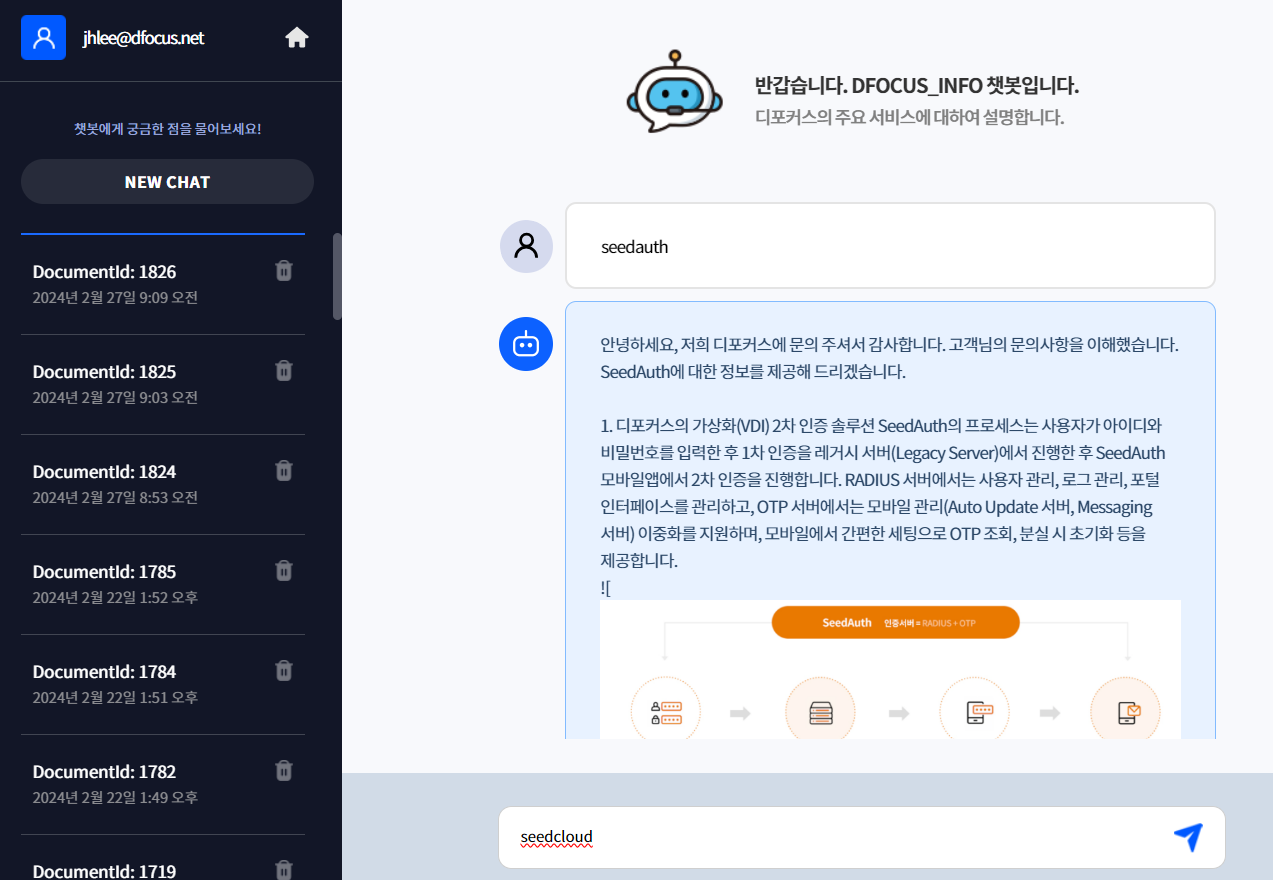 jhlee@dfocus.net
챗봇에게 궁금한 점을 물어보세요!
NEW CHAT
DocumentId: 1826
2024년 2월 27일 9:09 오전
DocumentId: 1825
2024년 2월 27일 9:03 오전
DocumentId: 1824
2024년 2월 27일 8:53 오전
DocumentId: 1785
2024년 2월 22일 1:52 오후
DocumentId: 1784
2024년 2월 22일 1:51 오후
DocumentId: 1782
2024년 2월 22일 1:49 오후
DocumentId: 1719
반갑습니다. DFOCUS_INFO 챗봇입니다.
디포커스의 주요 서비스에 대하여 설명합니다.
seedauth
안녕하세요, 저희 디포커스에 문의 주셔서 감사합니다. 고객님의 문의사항을 이해했습니다.
SeedAuth에 대한 정보를 제공해 드리겠습니다.
1. 디포커스의 가상화(VDI) 2차 인증 솔루션 SeedAuth의 프로세스는 사용자가 아이디와
비밀번호를 입력한 후 1차 인증을 레거시 서버(Legacy Server)에서 진행한 후 SeedAuth
모바일앱에서 2차 인증을 진행합니다. RADIUS 서버에서는 사용자 관리, 로그 관리, 포털
인터페이스를 관리하고, OTP 서버에서는 모바일 관리(Auto Update 서버, Messaging
서버) 이중화를 지원하며, 모바일에서 간편한 세팅으로 OTP 조회, 분실 시 초기화 등을
제공합니다.
![
SeedAuth 인증서버 = RADIUS + OTP
seedcloud